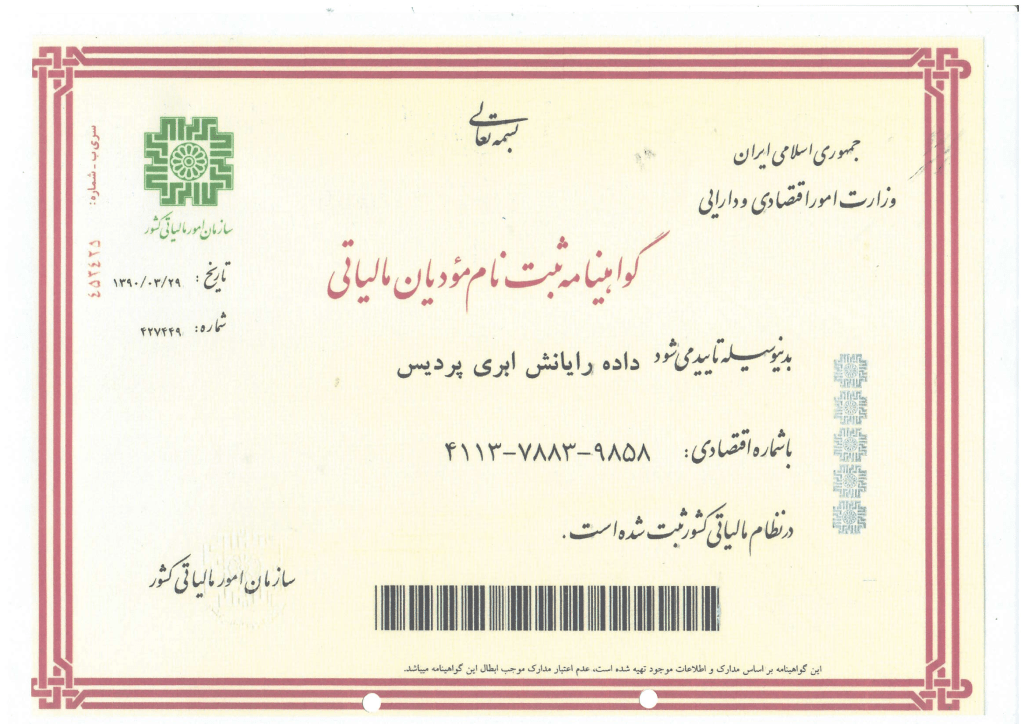 بسمه تعالی
جمهوری اسلامی ایران
وزارت امور اقتصادی و دارایی
سری ب - شماره:
۴۵۲۴۲۵
سازمان امور مالیاتی کشور
تاریخ : ۱۳۹۰/۰۳/۲۹
شماره: ۴۲۷۴۴۹
گواهینامه ثبت نام مؤدیان مالیاتی
بدینوسیله تایید می شود داده رایانش ابری پردیس
با شماره اقتصادی: ۴۱۱۳-۷۸۸۳-۹۸۵۸
در نظام مالیاتی کشور ثبت شده است.
سازمان امور مالیاتی کشور
این گواهینامه بر اساس مدارک و اطلاعات موجود تهیه شده است، عدم اعتبار مدارک موجب ابطال این گواهینامه میباشد.